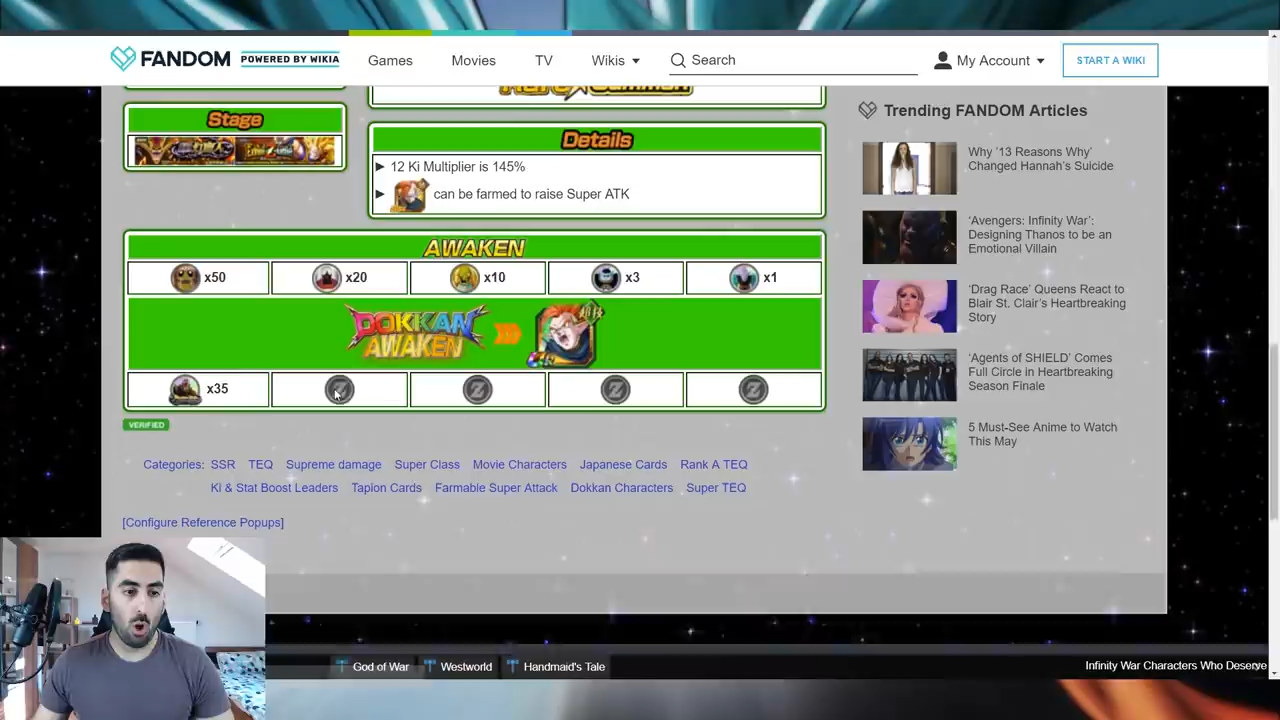 FANDOM POWERED BY WIKIA
Games
Movies
TV
Wikis
Search
My Account
START A WIKI
Stage
Details
12 Ki Multiplier is 145%
can be farmed to raise Super ATK
AWAKEN
x50
x20
x10
x3
x1
DOKKAN
AWAKEN
x35
VERIFIED
Categories: SSR TEQ Supreme damage Super Class Movie Characters Japanese Cards Rank A TEQ
Ki & Stat Boost Leaders Tapion Cards Farmable Super Attack Dokkan Characters Super TEQ
[Configure Reference Popups]
Trending FANDOM Articles
Why '13 Reasons Why'
Changed Hannah's Suicide
'Avengers: Infinity War':
Designing Thanos to be an
Emotional Villain
'Drag Race' Queens React to
Blair St. Clair's Heartbreaking
Story
'Agents of SHIELD' Comes
Full Circle in Heartbreaking
Season Finale
5 Must-See Anime to Watch
This May
God of War
Westworld
Handmaid's Tale
Infinity War Characters Who Deserve